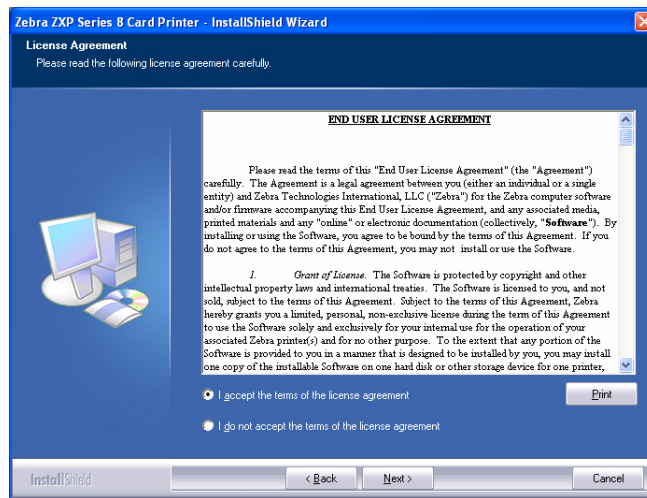 Zebra ZXP Series 8 Card Printer - InstallShield Wizard
License Agreement
Please read the following license agreement carefully.
END USER LICENSE AGREEMENT
Please read the terms of this "End User License Agreement" (the "Agreement")
carefully. The Agreement is a legal agreement between you (either an individual or a single
entity) and Zebra Technologies International, LLC ("Zebra") for the Zebra computer software
and/or firmware accompanying this End User License Agreement, and any associated media,
printed materials and any "online" or electronic documentation (collectively, "Software"). By
installing or using the Software, you agree to be bound by the terms of this Agreement. If you
do not agree to the terms of this Agreement, you may not install or use the Software.
1. Grant of License. The Software is protected by copyright and other
intellectual property laws and international treaties. The Software is licensed to you, and not
sold, subject to the terms of this Agreement. Subject to the terms of this Agreement, Zebra
hereby grants you a limited, personal, non-exclusive license during the term of this Agreement
to use the Software solely and exclusively for your internal use for the operation of your
associated Zebra printer(s) and for no other purpose. To the extent that any portion of the
Software is provided to you in a manner that is designed to be installed by you, you may install
one copy of the installable Software on one hard disk or other storage device for one printer,
I accept the terms of the license agreement
Print
I do not accept the terms of the license agreement
InstallShield
< Back
Next >
Cancel